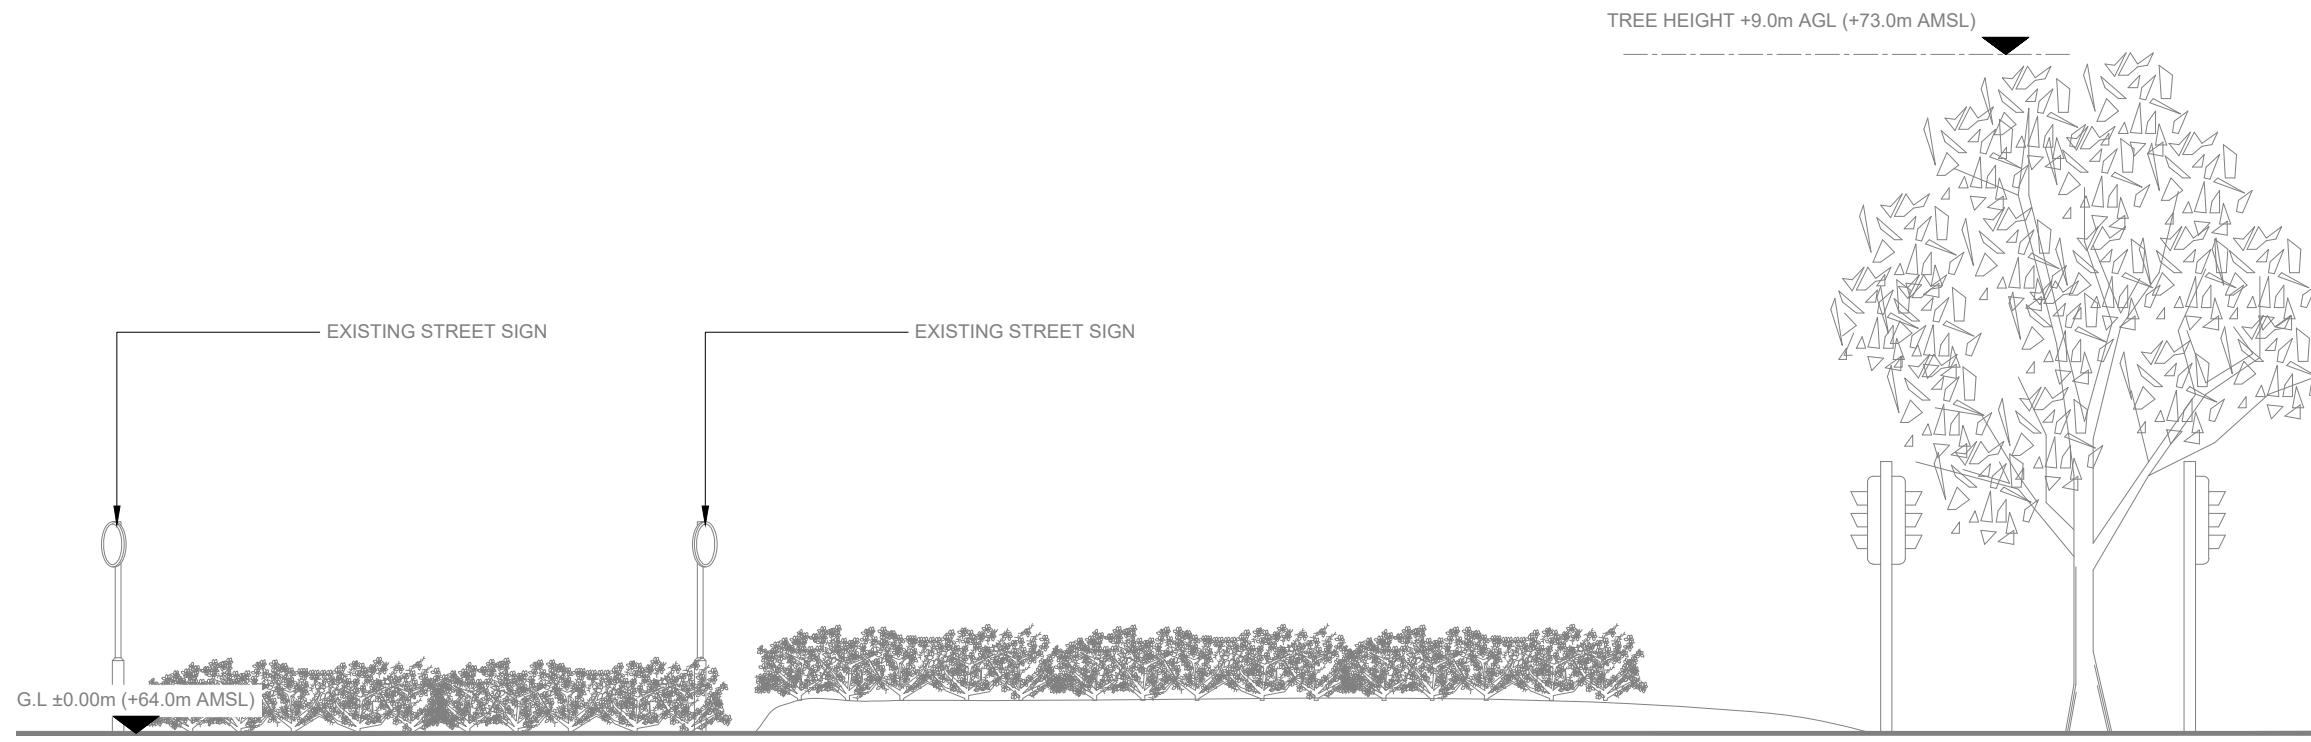 TREE HEIGHT +9.0m AGL (+73.0m AMSL)
EXISTING STREET SIGN
EXISTING STREET SIGN
G.L ±0.00m (+64.0m AMSL)